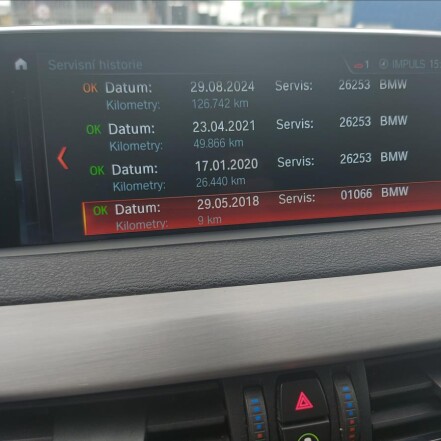 Servisní historie 1 IMPULS 15:
OK Datum: 29.08.2024 Servis: 26253 BMW
Kilometry: 126.742 km
OK Datum: 23.04.2021 Servis: 26253 BMW
Kilometry: 49.866 km
OK Datum: 17.01.2020 Servis: 26253 BMW
Kilometry: 26.440 km
OK Datum: 29.05.2018 Servis: 01066 BMW
Kilometry: 9 km